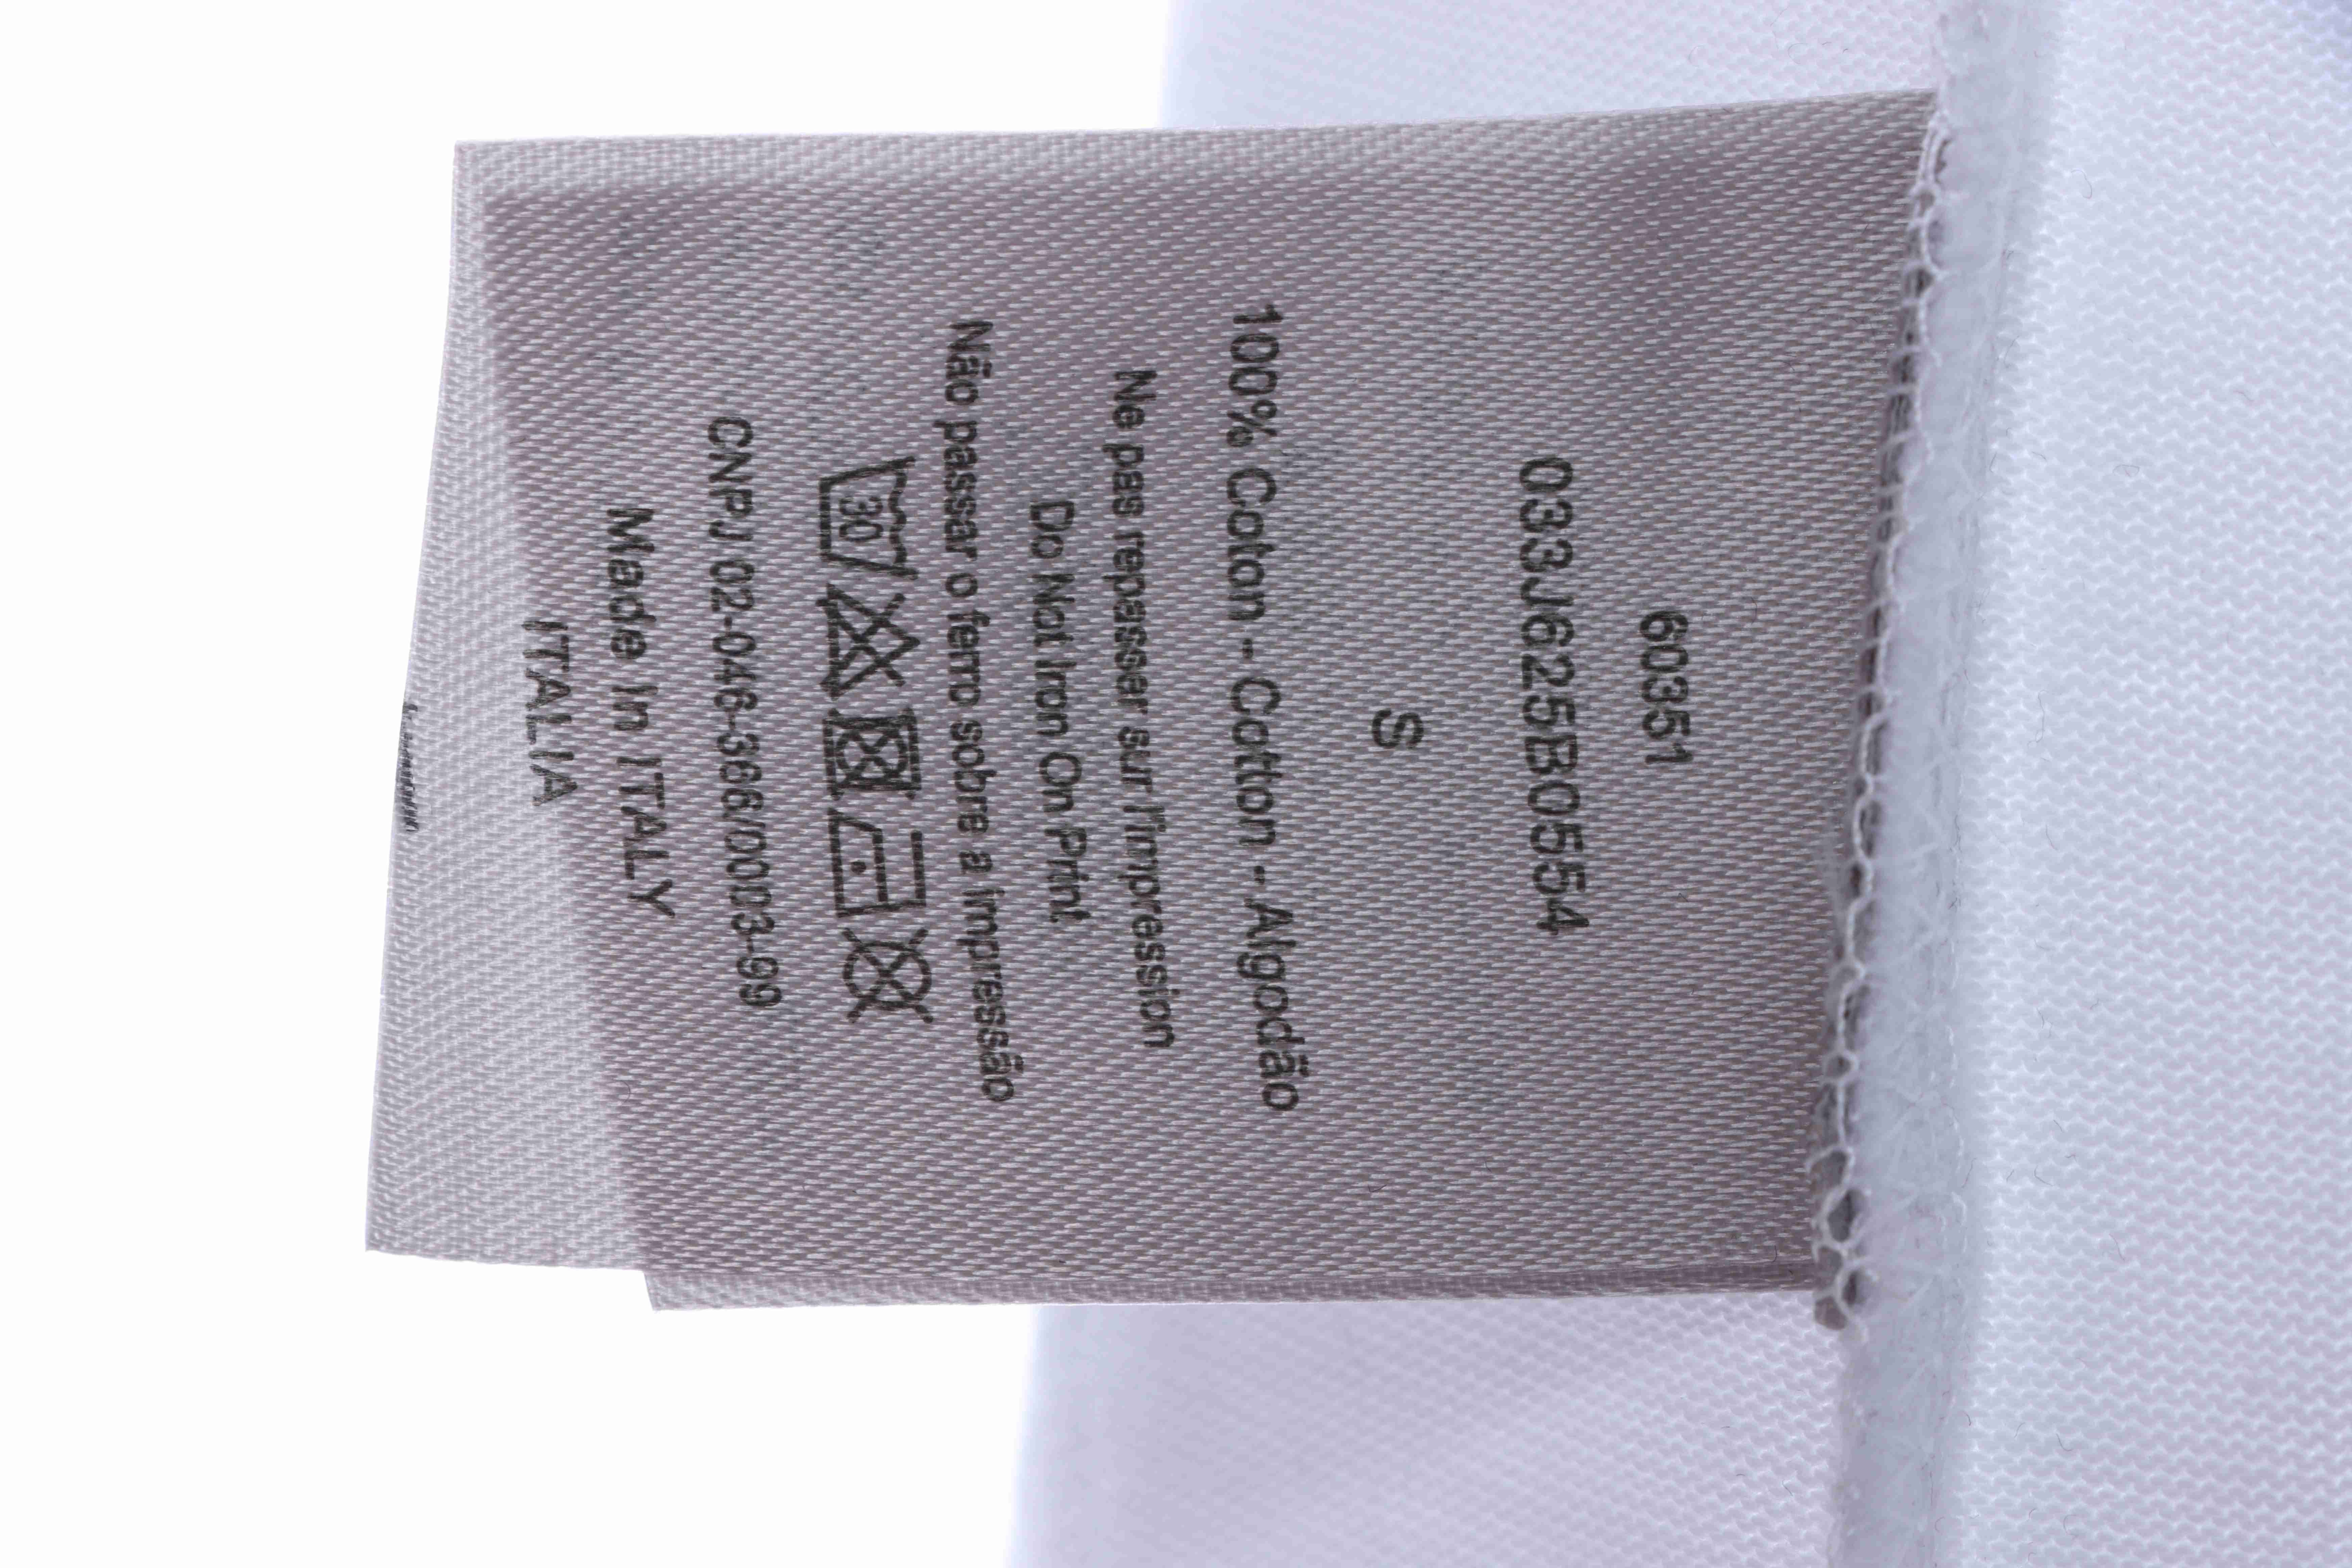 60351
033J625B0554
S
100% Coton - Cotton - Algodão
Ne pas repasser sur l'impression
Do Not Iron On Print
Não passar o ferro sobre a impressão
30
CNPJ 02-046-366/0003-99
Made In ITALY
ITALIA